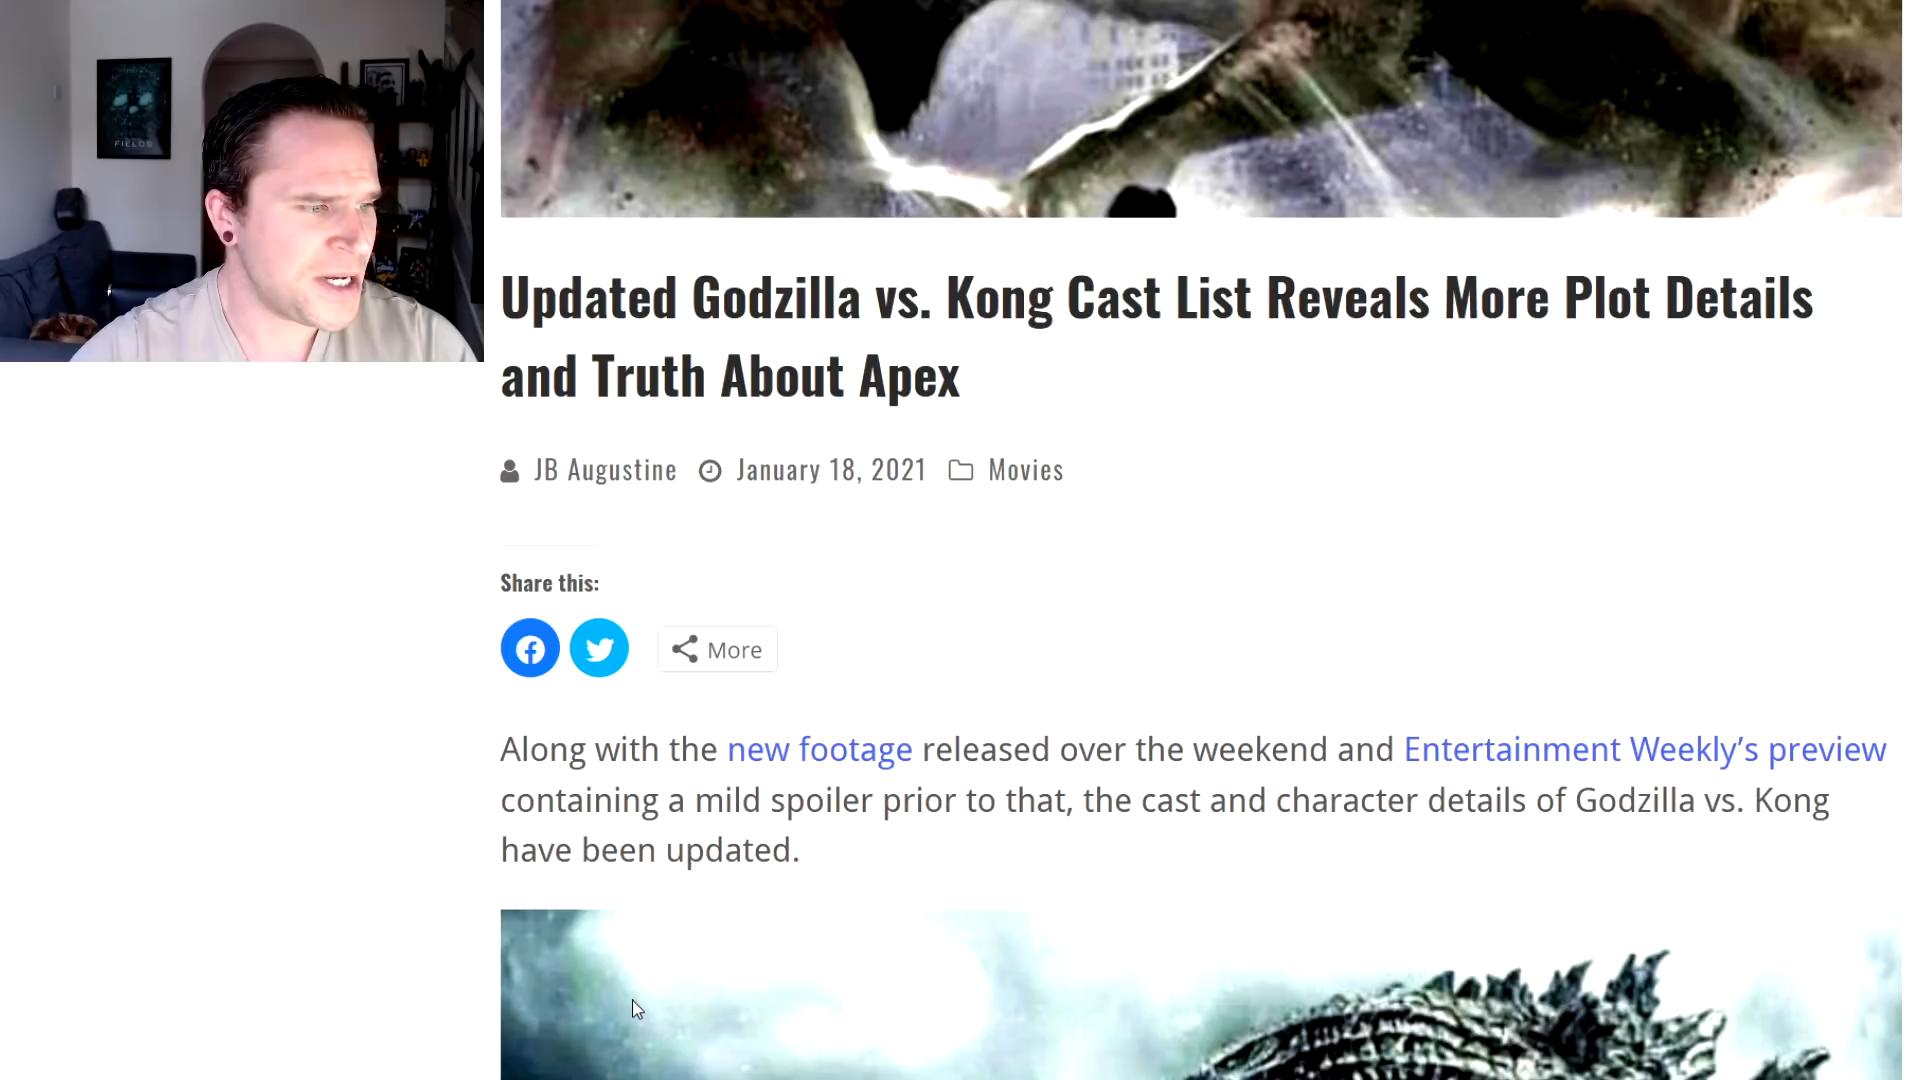 FIELDS
Updated Godzilla vs. Kong Cast List Reveals More Plot Details
and Truth About Apex
JB Augustine January 18, 2021 Movies
Share this:
More
Along with the new footage released over the weekend and Entertainment Weekly’s preview
containing a mild spoiler prior to that, the cast and character details of Godzilla vs. Kong
have been updated.